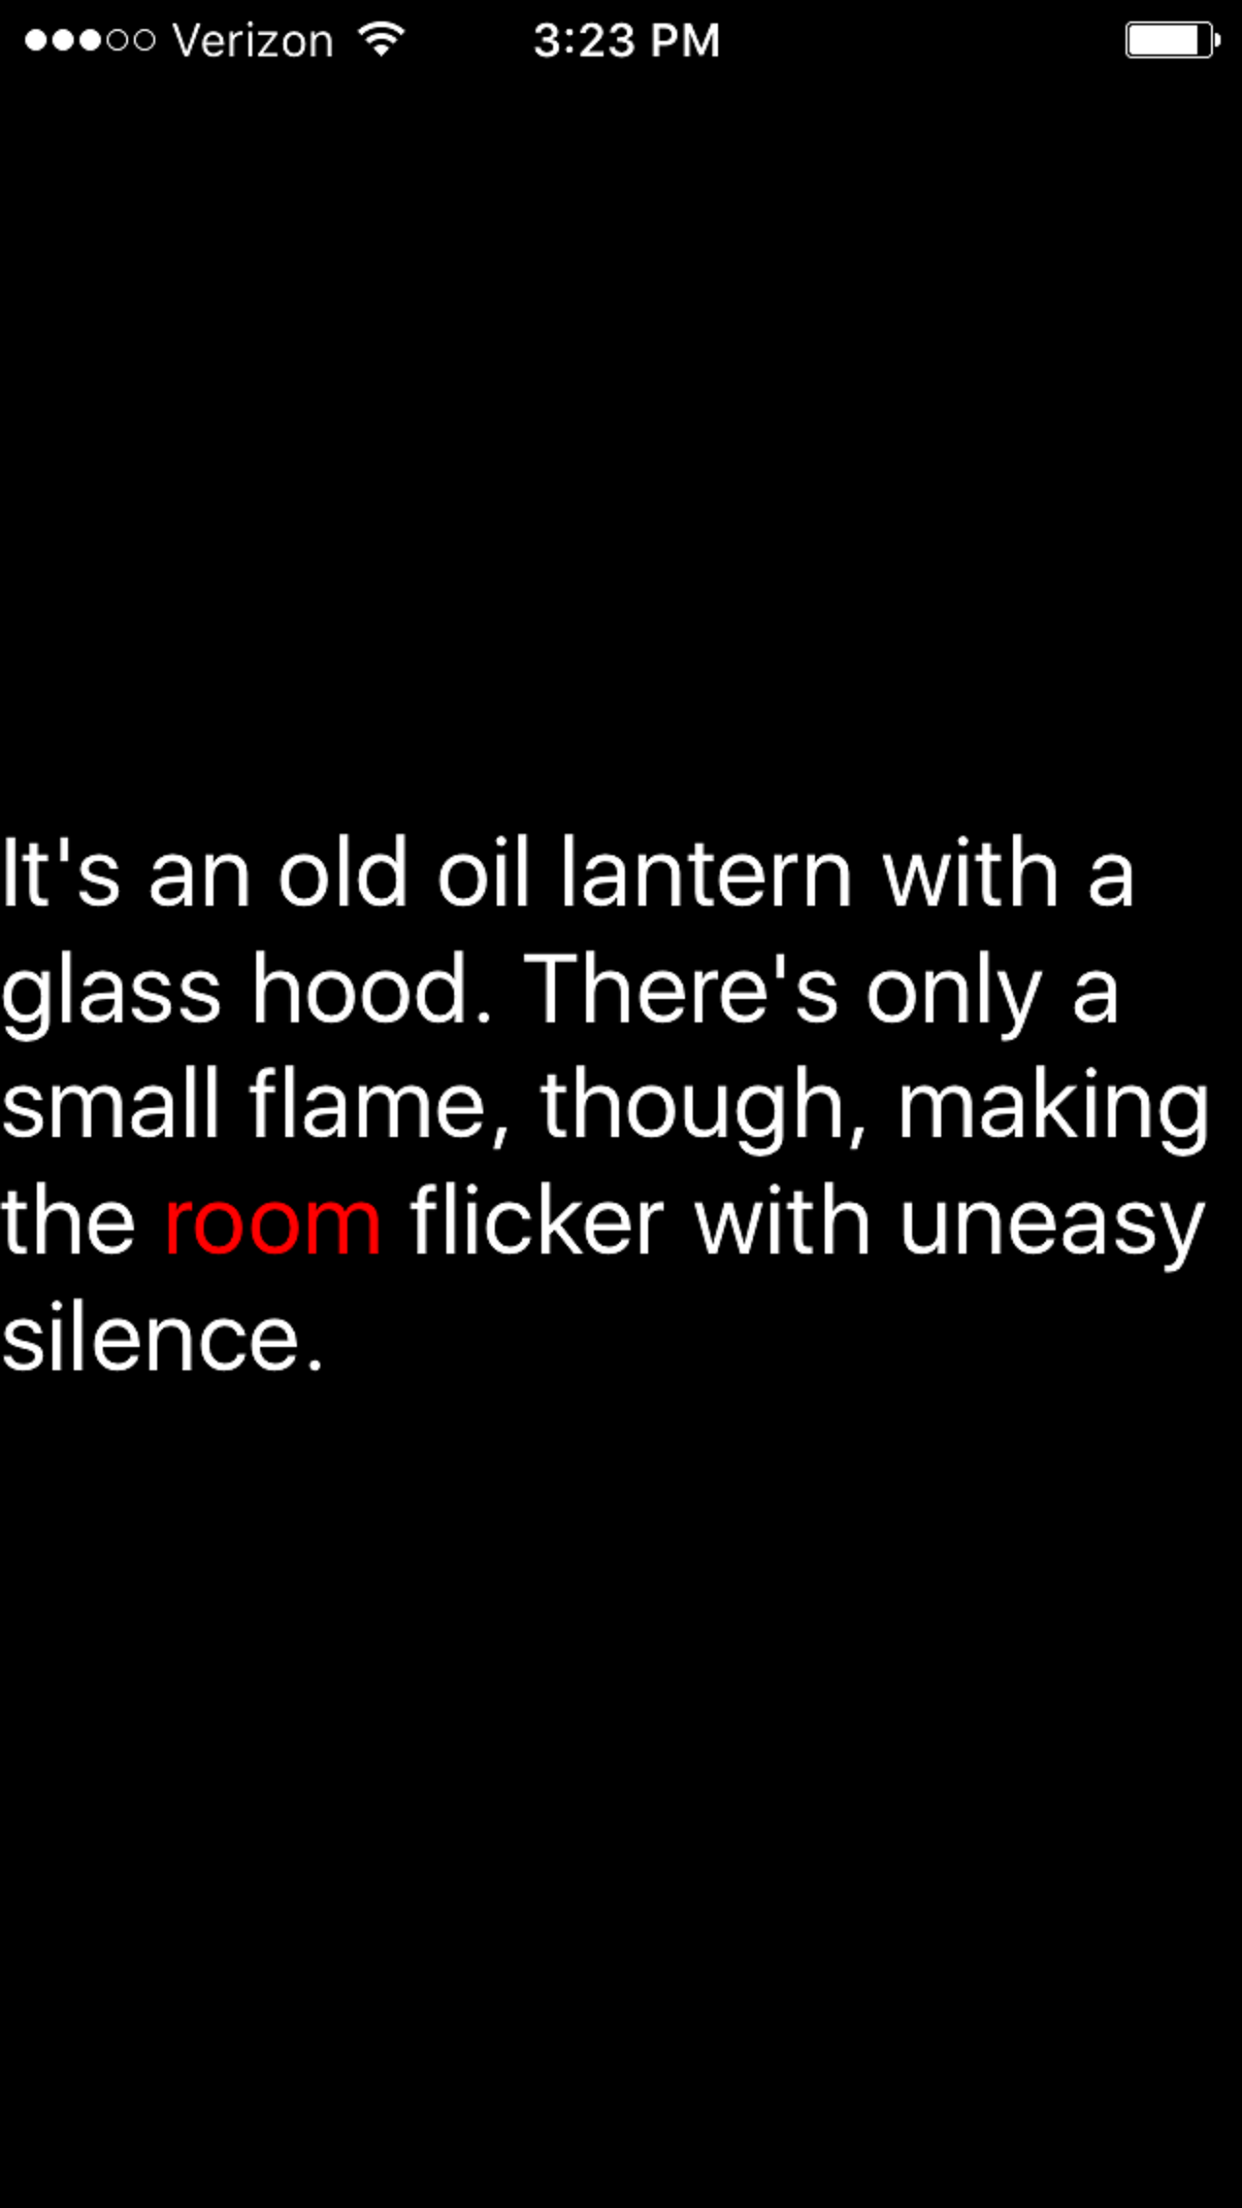 Verizon 3:23 PM
It's an old oil lantern with a
glass hood. There's only a
small flame, though, making
the room flicker with uneasy
silence.